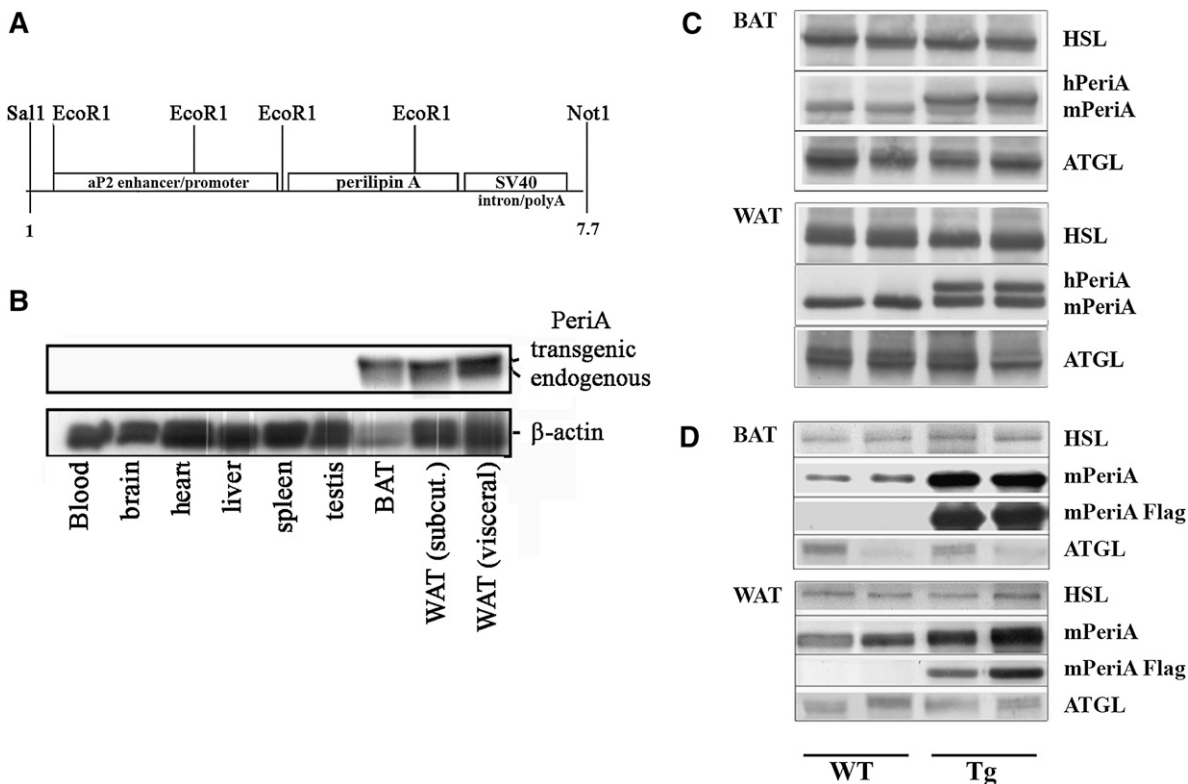 A
Sal1 EcoR1 EcoR1 EcoR1 EcoR1 Not1
aP2 enhancer/promoter perilipin A SV40
intron/polyA
1 7.7
B
PeriA
transgenic
endogenous
β-actin
Blood
brain
heart
liver
spleen
testis
BAT
WAT (subcut.)
WAT (visceral)
C
BAT
HSL
hPeriA
mPeriA
ATGL
WAT
HSL
hPeriA
mPeriA
ATGL
D
BAT
HSL
mPeriA
mPeriA Flag
ATGL
WAT
HSL
mPeriA
mPeriA Flag
ATGL
WT Tg